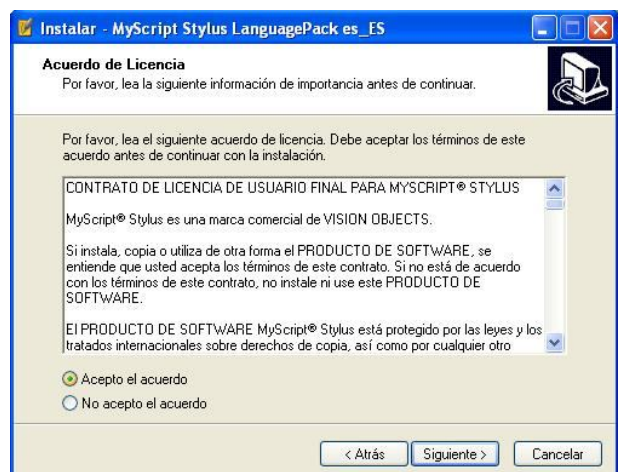 Instalar - MyScript Stylus LanguagePack es_ES
Acuerdo de Licencia
Por favor, lea la siguiente información de importancia antes de continuar.
Por favor, lea el siguiente acuerdo de licencia. Debe aceptar los términos de este
acuerdo antes de continuar con la instalación.
CONTRATO DE LICENCIA DE USUARIO FINAL PARA MYSCRIPT® STYLUS
MyScript® Stylus es una marca comercial de VISION OBJECTS.
Si instala, copia o utiliza de otra forma el PRODUCTO DE SOFTWARE, se
entiende que usted acepta los términos de este contrato. Si no está de acuerdo
con los términos de este contrato, no instale ni use este PRODUCTO DE
SOFTWARE.
El PRODUCTO DE SOFTWARE MyScript® Stylus está protegido por las leyes y los
tratados internacionales sobre derechos de copia, así como por cualquier otro
Acepto el acuerdo
No acepto el acuerdo
< Atrás Siguiente > Cancelar